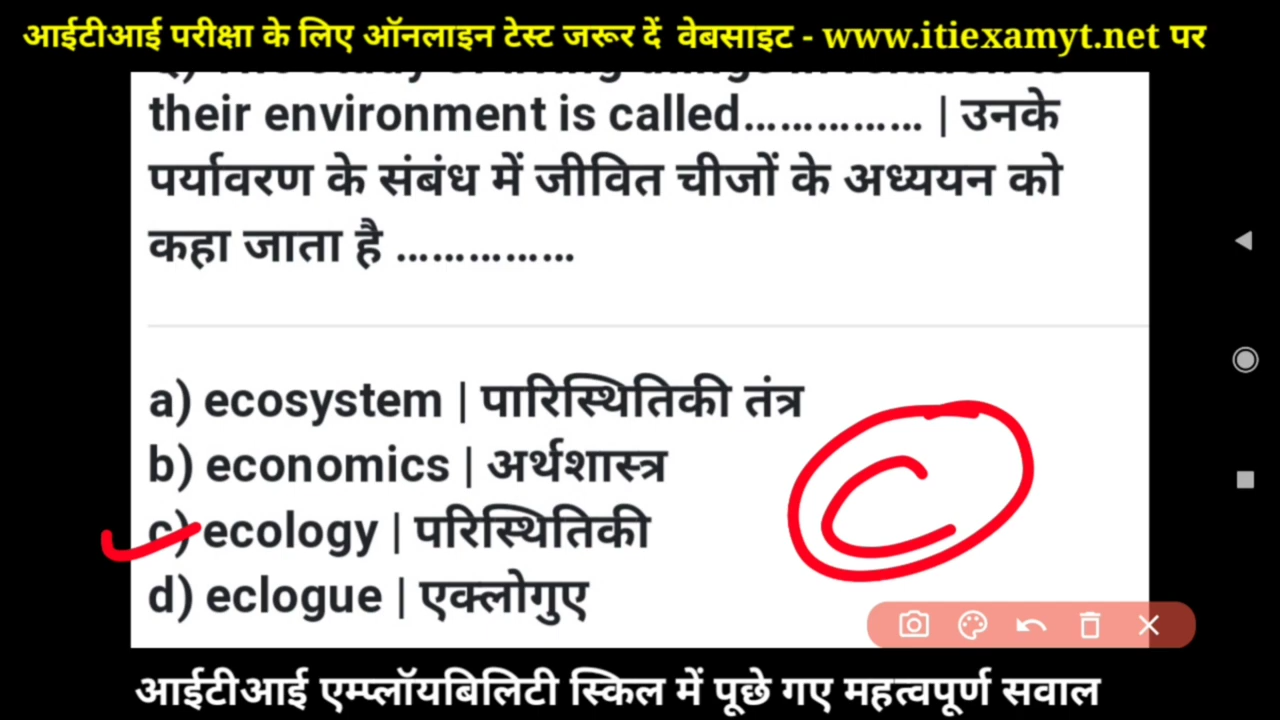 आईटीआई परीक्षा के लिए ऑनलाइन टेस्ट जरूर दें वेबसाइट - www.itiexamyt.net पर
their environment is called............... | उनके
पर्यावरण के संबंध में जीवित चीजों के अध्ययन को
कहा जाता है ...............
a) ecosystem | पारिस्थितिकी तंत्र
b) economics | अर्थशास्त्र
c) ecology | परिस्थितिकी
d) eclogue | एक्लोगुए
C
आईटीआई एम्प्लॉयबिलिटी स्किल में पूछे गए महत्वपूर्ण सवाल